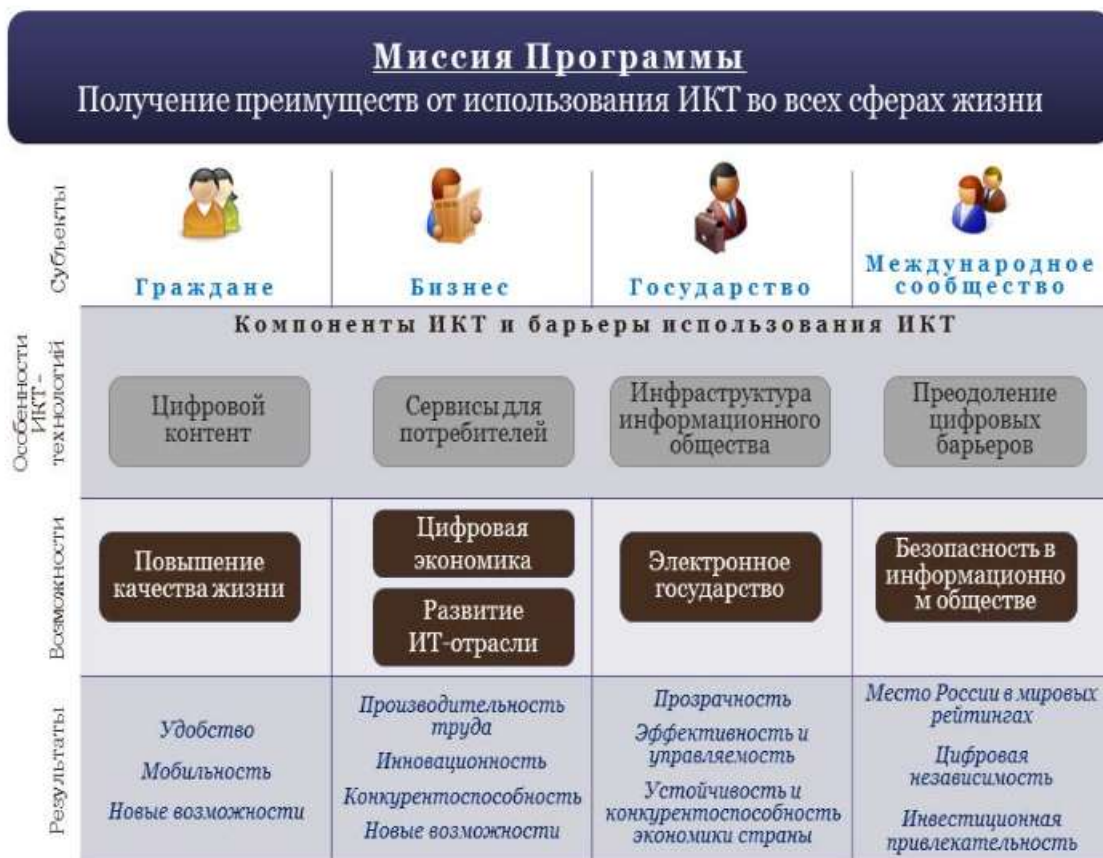 Миссия Программы
Получение преимуществ от использования ИКТ во всех сферах жизни
Субъекты
Граждане
Бизнес
Государство
Международное
сообщество
Особенности
ИКТ-
технологий
Компоненты ИКТ и барьеры использования ИКТ
Цифровой
контент
Сервисы для
потребителей
Инфраструктура
информационного
общества
Преодоление
цифровых
барьеров
Возможности
Повышение
качества жизни
Цифровая
экономика
Развитие
ИТ-отрасли
Электронное
государство
Безопасность в
информационно
м обществе
Результаты
Удобство
Мобильность
Новые возможности
Производительность
труда
Инновационность
Конкурентоспособность
Новые возможности
Прозрачность
Эффективность и
управляемость
Устойчивость и
конкурентоспособность
экономики страны
Место России в мировых
рейтингах
Цифровая
независимость
Инвестиционная
привлекательность